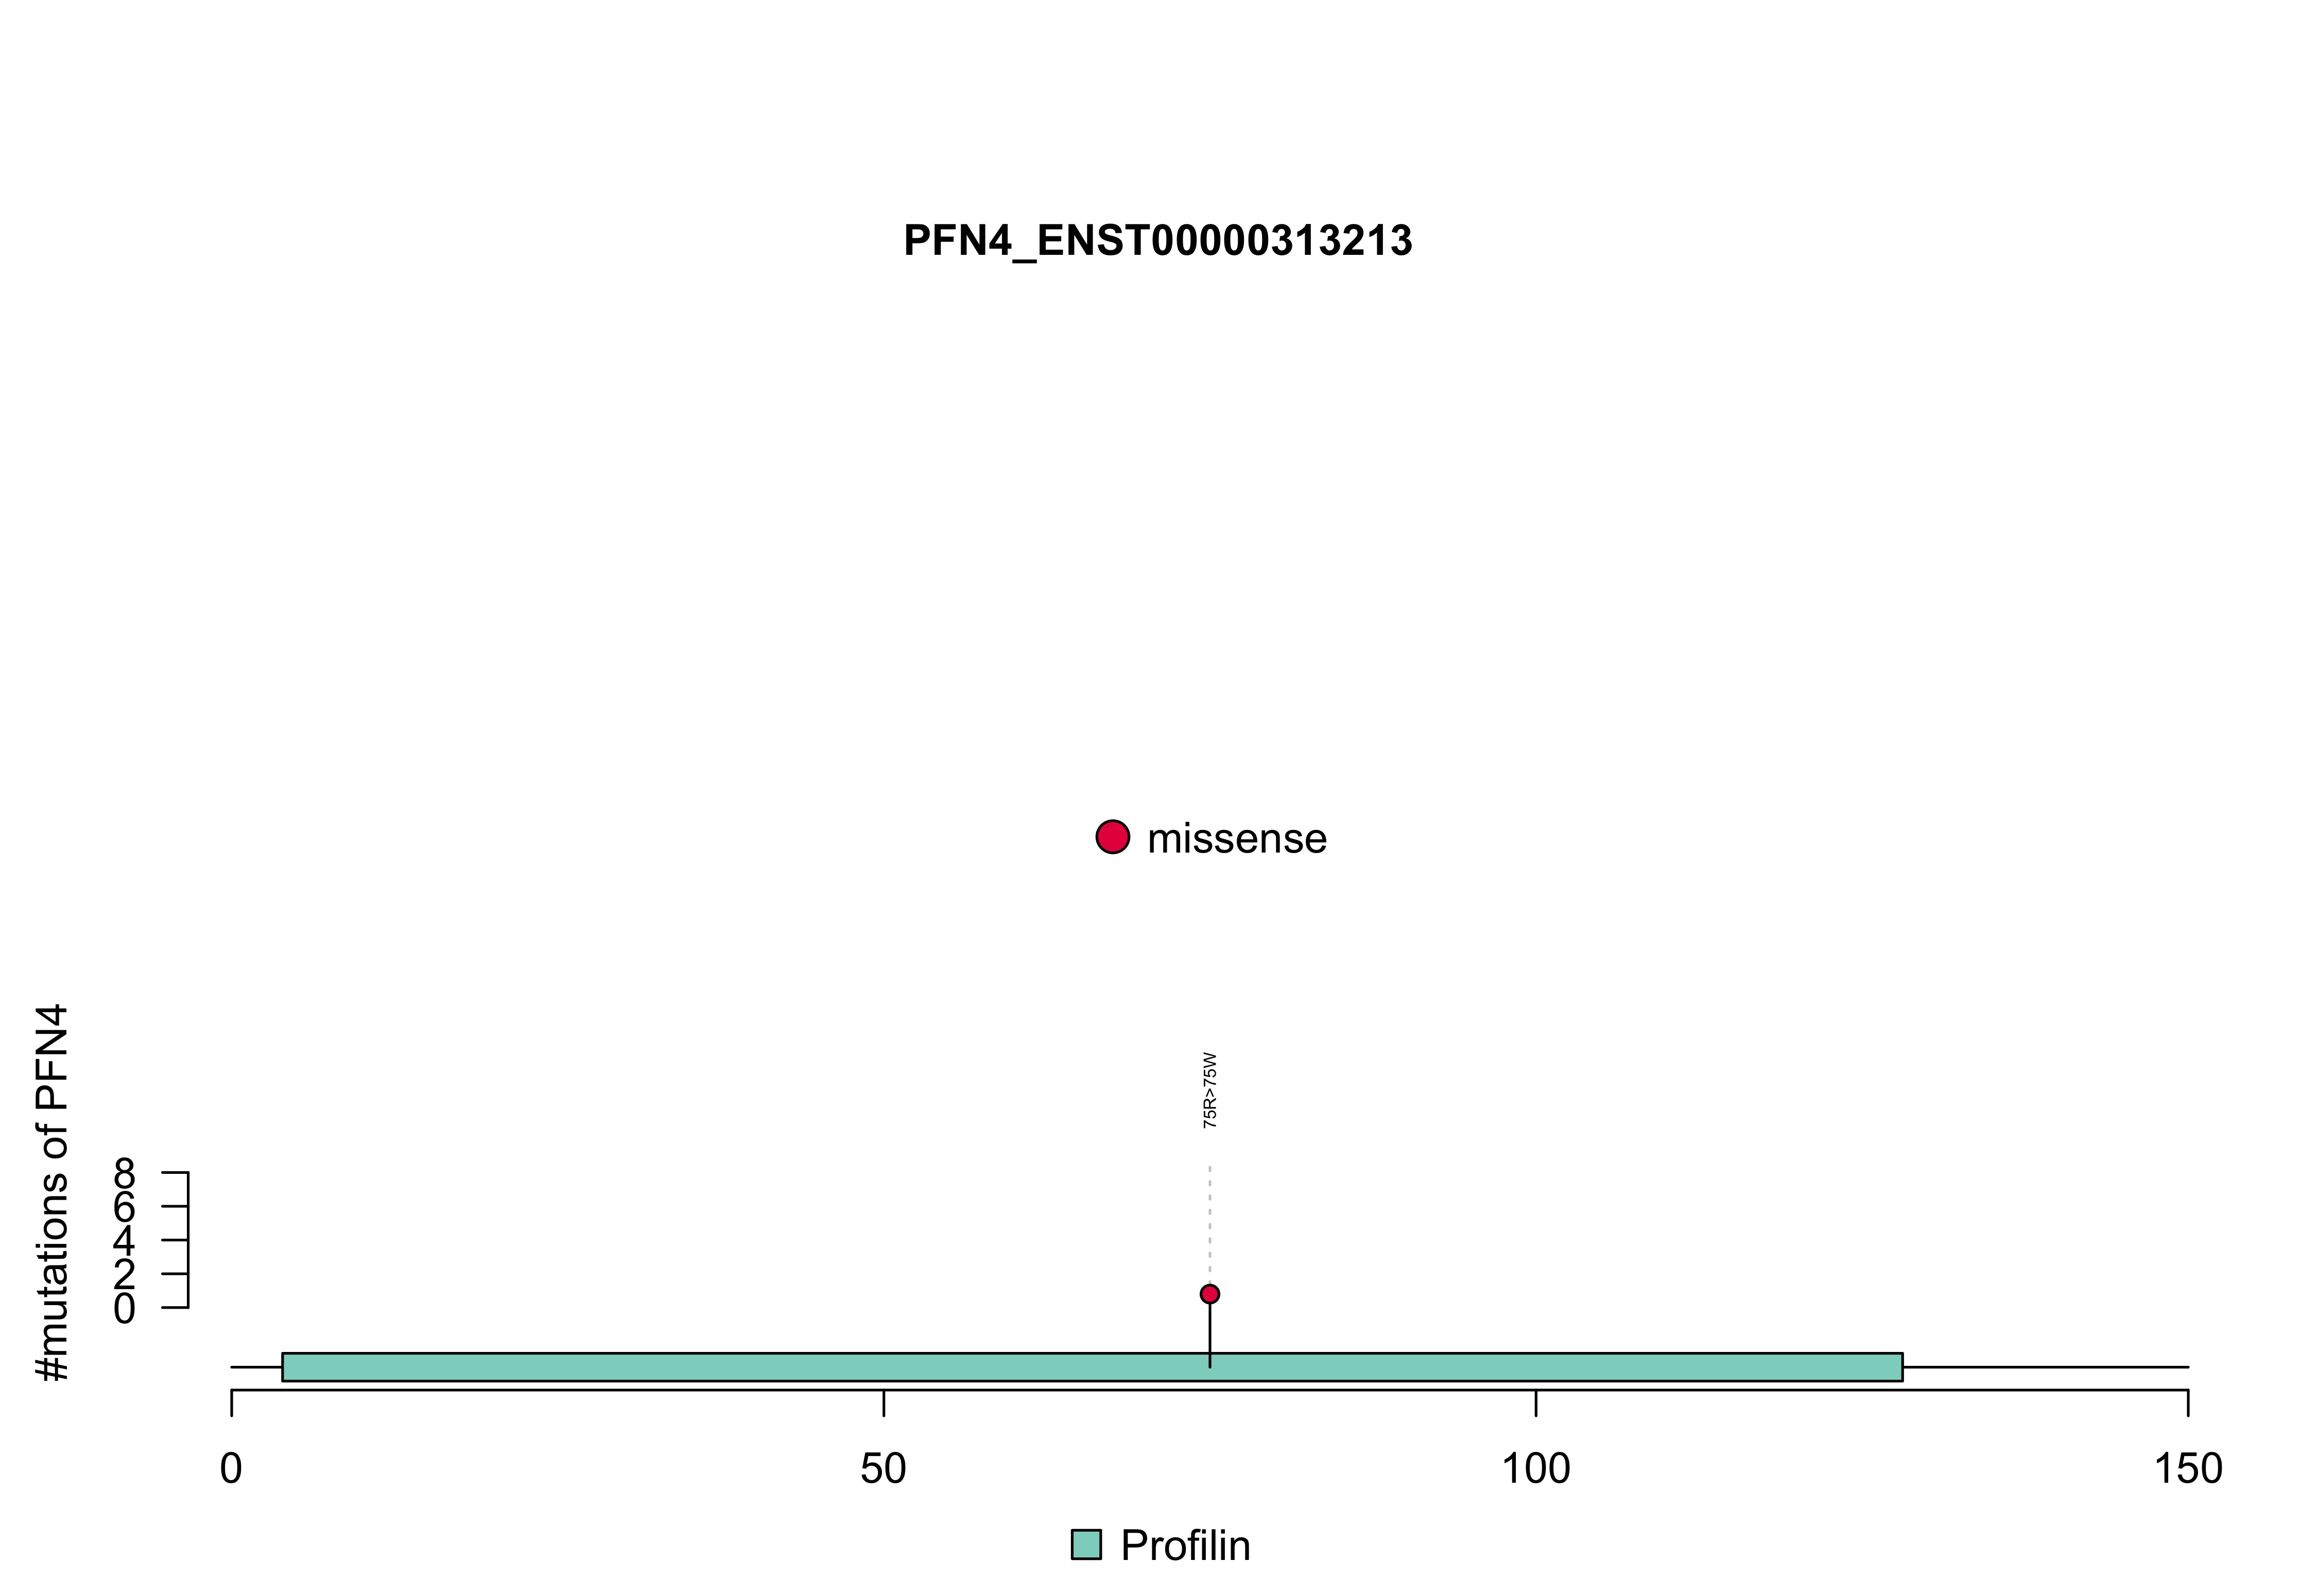 PFN4_ENST00000313213
missense
#mutations of PFN4
75R>75W
8
6
4
2
0
0 50 100 150
Profilin